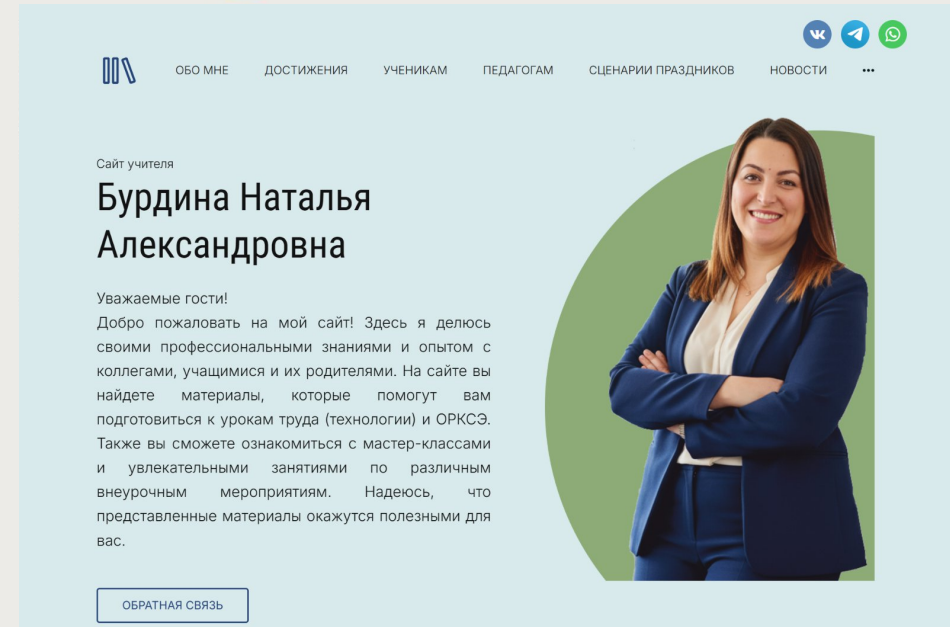 ОБО МНЕ ДОСТИЖЕНИЯ УЧЕНИКАМ ПЕДАГОГАМ СЦЕНАРИИ ПРАЗДНИКОВ НОВОСТИ •••
Сайт учителя
Бурдина Наталья
Александровна
Уважаемые гости!
Добро пожаловать на мой сайт! Здесь я делюсь
своими профессиональными знаниями и опытом с
коллегами, учащимися и их родителями. На сайте вы
найдете материалы, которые помогут вам
подготовиться к урокам труда (технологии) и ОРКСЭ.
Также вы сможете ознакомиться с мастер-классами
и увлекательными занятиями по различным
внеурочным мероприятиям. Надеюсь, что
представленные материалы окажутся полезными для
вас.
ОБРАТНАЯ СВЯЗЬ